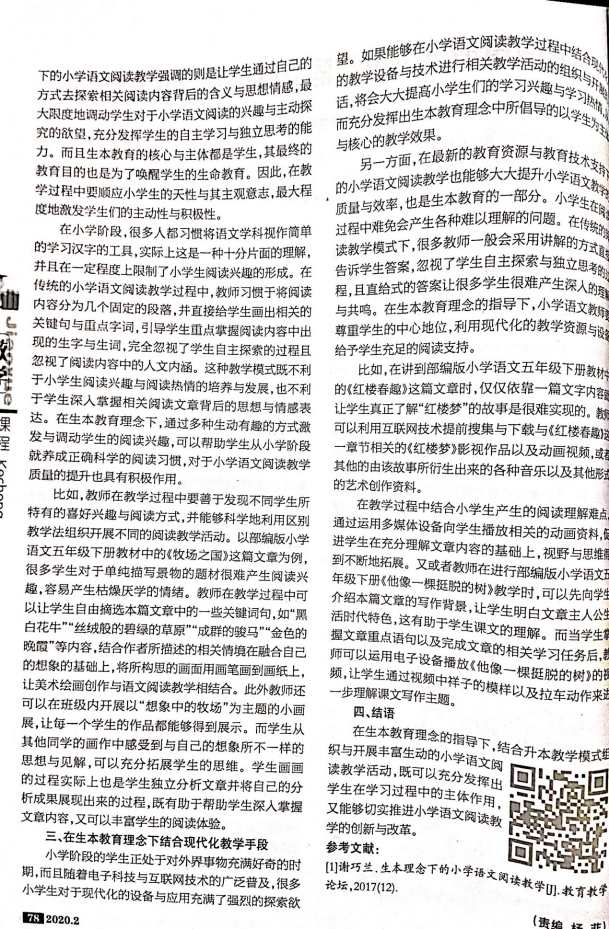 下的小学语文阅读教学强调的则是让学生通过自己的
方式去探索相关阅读内容背后的含义与思想情感,最
大限度地调动学生对于小学语文阅读的兴趣与主动探
究的欲望,充分发挥学生的自主学习与独立思考的能
力。而且生本教育的核心与主体都是学生,其最终的
教育目的也是为了唤醒学生的生命教育。因此,在教
学过程中要顺应小学生的天性与其主观意志,最大程
度地激发学生们的主动性与积极性。
在小学阶段,很多人都习惯将语文学科视作简单
的学习汉字的工具,实际上这是一种十分片面的理解,
并且在一定程度上限制了小学生阅读兴趣的形成。在
传统的小学语文阅读教学过程中,教师习惯于将阅读
内容分为几个固定的段落,并直接给学生画出相关的
关键句与重点字词,引导学生重点掌握阅读内容中出
现的生字与生词,完全忽视了学生自主探索的过程且
忽视了阅读内容中的人文内涵。这种教学模式既不利
于小学生阅读兴趣与阅读热情的培养与发展,也不利
于学生深入掌握相关阅读文章背后的思想与情感表
达。在生本教育理念下,通过多种生动有趣的方式激
发与调动学生的阅读兴趣,可以帮助学生从小学阶段
就养成正确科学的阅读习惯,对于小学语文阅读教学
质量的提升也具有积极作用。
比如,教师在教学过程中要善于发现不同学生所
特有的喜好兴趣与阅读方式,并能够科学地利用区别
教学法组织开展不同的阅读教学活动。以部编版小学
语文五年级下册教材中的《牧场之国》这篇文章为例,
很多学生对于单纯描写景物的题材很难产生阅读兴
趣,容易产生枯燥厌学的情绪。教师在教学过程中可
以让学生自由摘选本篇文章中的一些关键词句,如“黑
白花牛”“丝绒般的碧绿的草原”“成群的骏马”“金色的
晚霞”等内容,结合作者所描述的相关情境在融合自己
的想象的基础上,将所构思的画面用画笔画到画纸上,
让美术绘画创作与语文阅读教学相结合。此外教师还
可以在班级内开展以“想象中的牧场”为主题的小画
展,让每一个学生的作品都能够得到展示。而学生从
其他同学的画作中感受到与自己的想象所不一样的
思想与见解,可以充分拓展学生的思维。学生画画
的过程实际上也是学生独立分析文章并将自己的分
析成果展现出来的过程,既有助于帮助学生深入掌握
文章内容,又可以丰富学生的阅读体验。
三、在生本教育理念下结合现代化教学手段
小学阶段的学生正处于对外界事物充满好奇的时
期,而且随着电子科技与互联网技术的广泛普及,很多
小学生对于现代化的设备与应用充满了强烈的探索欲
78 2020.2
课程 Kecheng
望。如果能够在小学语文阅读教学过程中结合现
的教学设备与技术进行相关教学活动的组织与开展
话,将会大大提高小学生们的学习兴趣与学习热情,
而充分发挥出生本教育理念中所倡导的以学生为主
与核心的教学效果。
另一方面,在最新的教育资源与教育技术支持下
的小学语文阅读教学也能够大大提升小学语文教学
质量与效率,也是生本教育的一部分。小学生在阅
过程中难免会产生各种难以理解的问题。在传统的
读教学模式下,很多教师一般会采用讲解的方式直
告诉学生答案,忽视了学生自主探索与独立思考的
程,且直给式的答案让很多学生很难产生深入的理
与共鸣。在生本教育理念的指导下,小学语文教师
尊重学生的中心地位,利用现代化的教学资源与设
给予学生充足的阅读支持。
比如,在讲到部编版小学语文五年级下册教材中
的《红楼春趣》这篇文章时,仅仅依靠一篇文字内容
让学生真正了解“红楼梦”的故事是很难实现的。教师
可以利用互联网技术提前搜集与下载与《红楼春趣》
一章节相关的《红楼梦》影视作品以及动画视频,或者
其他的由该故事所衍生出来的各种音乐以及其他形式
的艺术创作资料。
在教学过程中结合小学生产生的阅读理解难点,
通过运用多媒体设备向学生播放相关的动画资料,促
进学生在充分理解文章内容的基础上,视野与思维
到不断地拓展。又或者教师在进行部编版小学语文五
年级下册《他像一棵挺脱的树》教学时,可以先向学生
介绍本篇文章的写作背景,让学生明白文章主人公
活时代特色,这有助于学生课文的理解。而当学生掌
握文章重点语句以及完成文章的相关学习任务后,教
师可以运用电子设备播放《他像一棵挺脱的树》的视
频,让学生通过视频中祥子的模样以及拉车动作来进
一步理解课文写作主题。
四、结语
在生本教育理念的指导下,结合升本教学模式组
织与开展丰富生动的小学语文阅
读教学活动,既可以充分发挥出
学生在学习过程中的主体作用,
又能够切实推进小学语文阅读教
学的创新与改革。
参考文献:
[1]谢巧兰.生本理念下的小学语文阅读教学[J].教育教学
论坛,2017(12).
(责编 杨 菲)